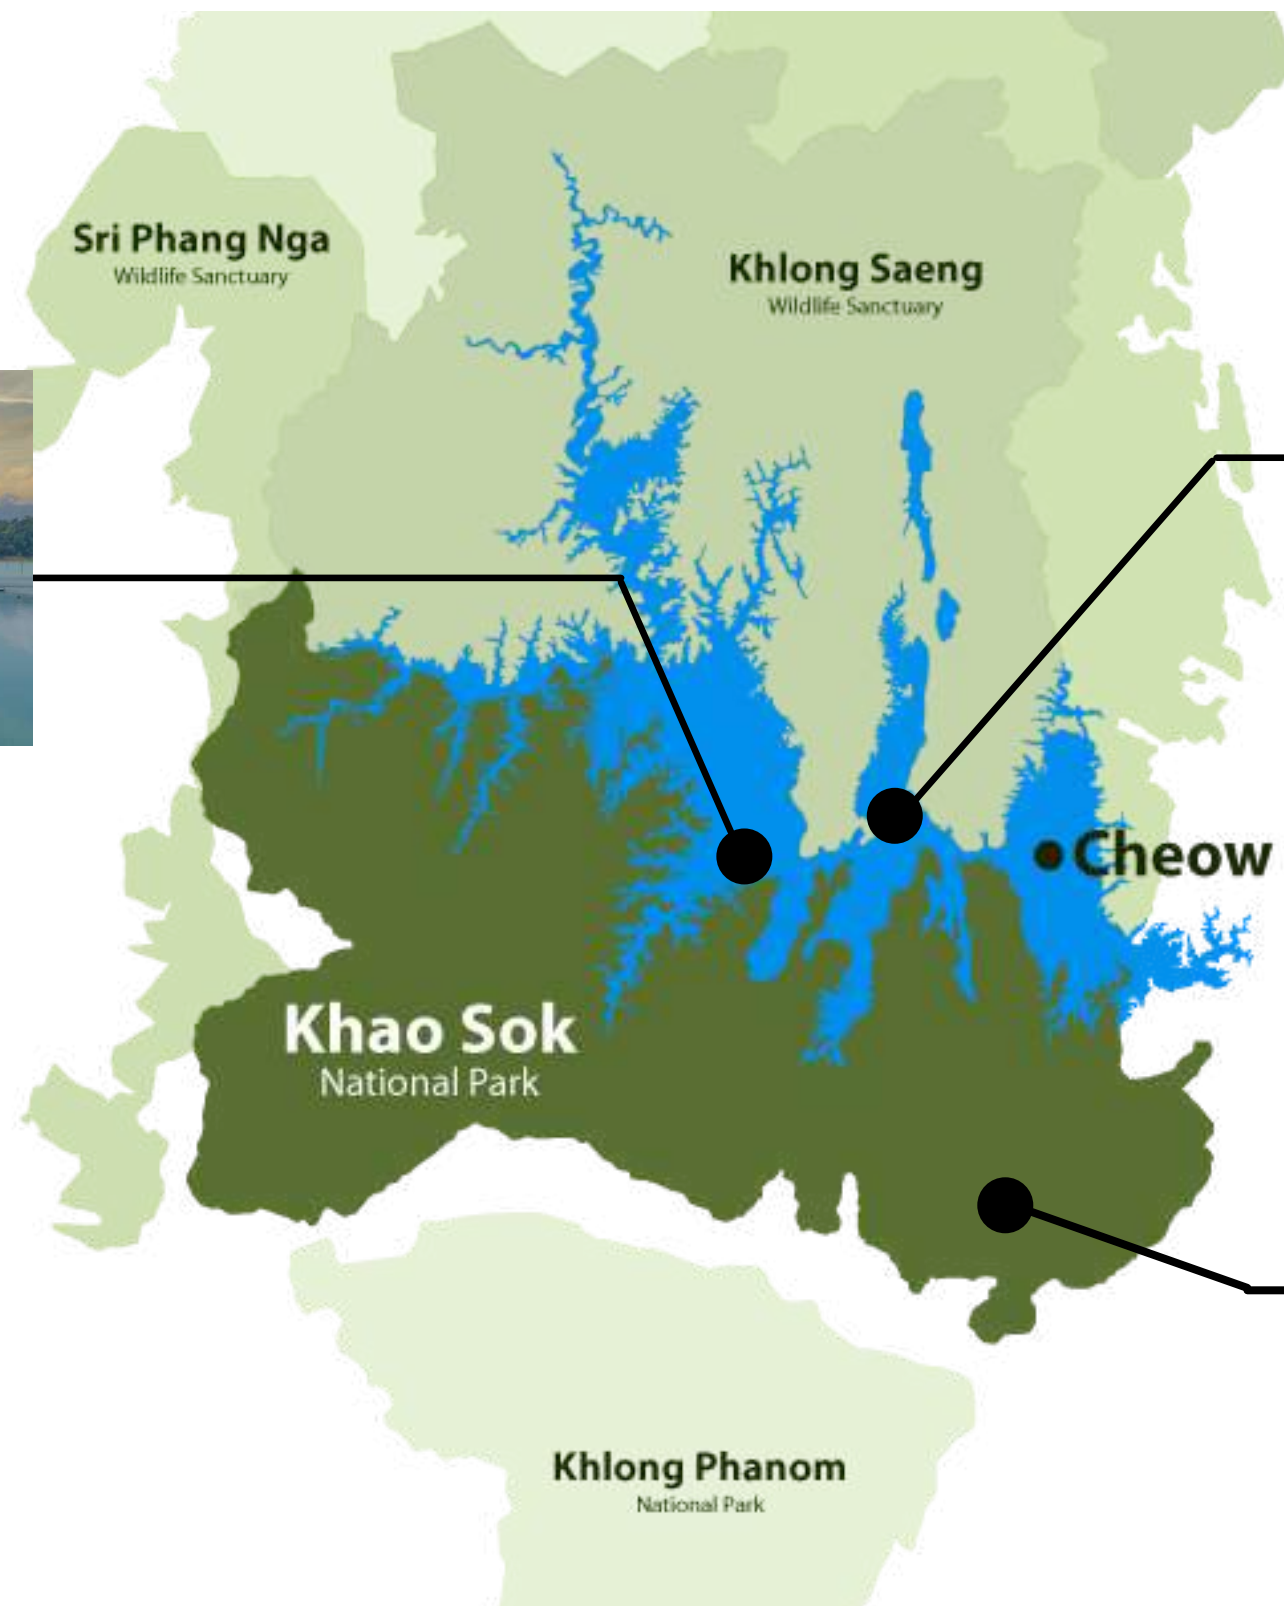 Sri Phang Nga
Wildlife Sanctuary
Khlong Saeng
Wildlife Sanctuary
Cheow
Khao Sok
National Park
Khlong Phanom
National Park